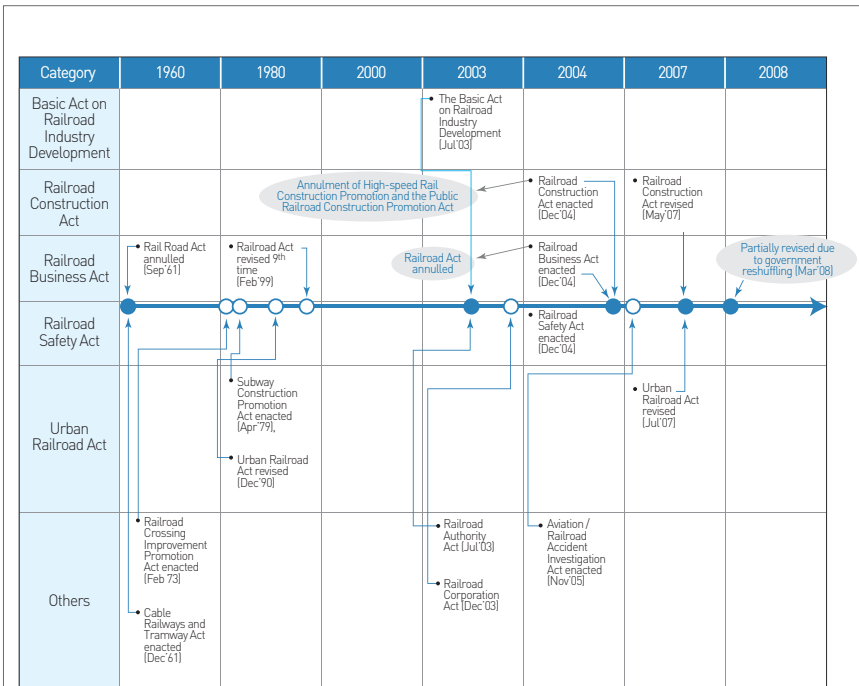 Category
1960
1980
2000
2003
2004
2007
2008
Basic Act on
Railroad
Industry
Development
• The Basic Act
on Railroad
Industry
Development
(Jul'03)
Railroad
Construction
Act
Annulment of High-speed Rail
Construction Promotion and the Public
Railroad Construction Promotion Act
• Railroad
Construction
Act enacted
(Dec'04)
• Railroad
Construction
Act revised
(May'07)
Railroad
Business Act
• Rail Road Act
annulled
(Sep'61)
• Railroad Act
revised 9th
time
(Feb'99)
Railroad Act
annulled
• Railroad
Business Act
enacted
(Dec'04)
Partially revised due
to government
reshuffling (Mar'08)
Railroad
Safety Act
• Railroad
Safety Act
enacted
(Dec'04)
Urban
Railroad Act
• Subway
Construction
Promotion
Act enacted
(Apr'79),
• Urban Railroad
Act revised
(Dec'90)
• Urban
Railroad Act
revised
(Jul'07)
Others
• Railroad
Crossing
Improvement
Promotion
Act enacted
(Feb 73)
• Cable
Railways and
Tramway Act
enacted
(Dec'61)
• Railroad
Authority
Act (Jul'03)
• Railroad
Corporation
Act (Dec'03)
• Aviation /
Railroad
Accident
Investigation
Act enacted
(Nov'05)